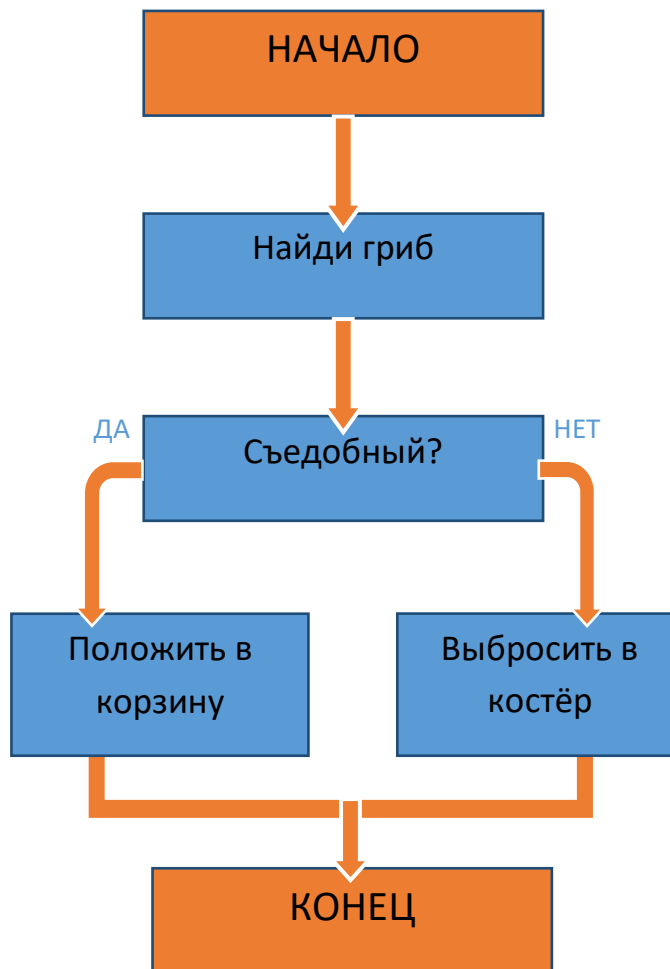 НАЧАЛО
Найди гриб
ДА
Съедобный?
НЕТ
Положить в
корзину
Выбросить в
костёр
КОНЕЦ